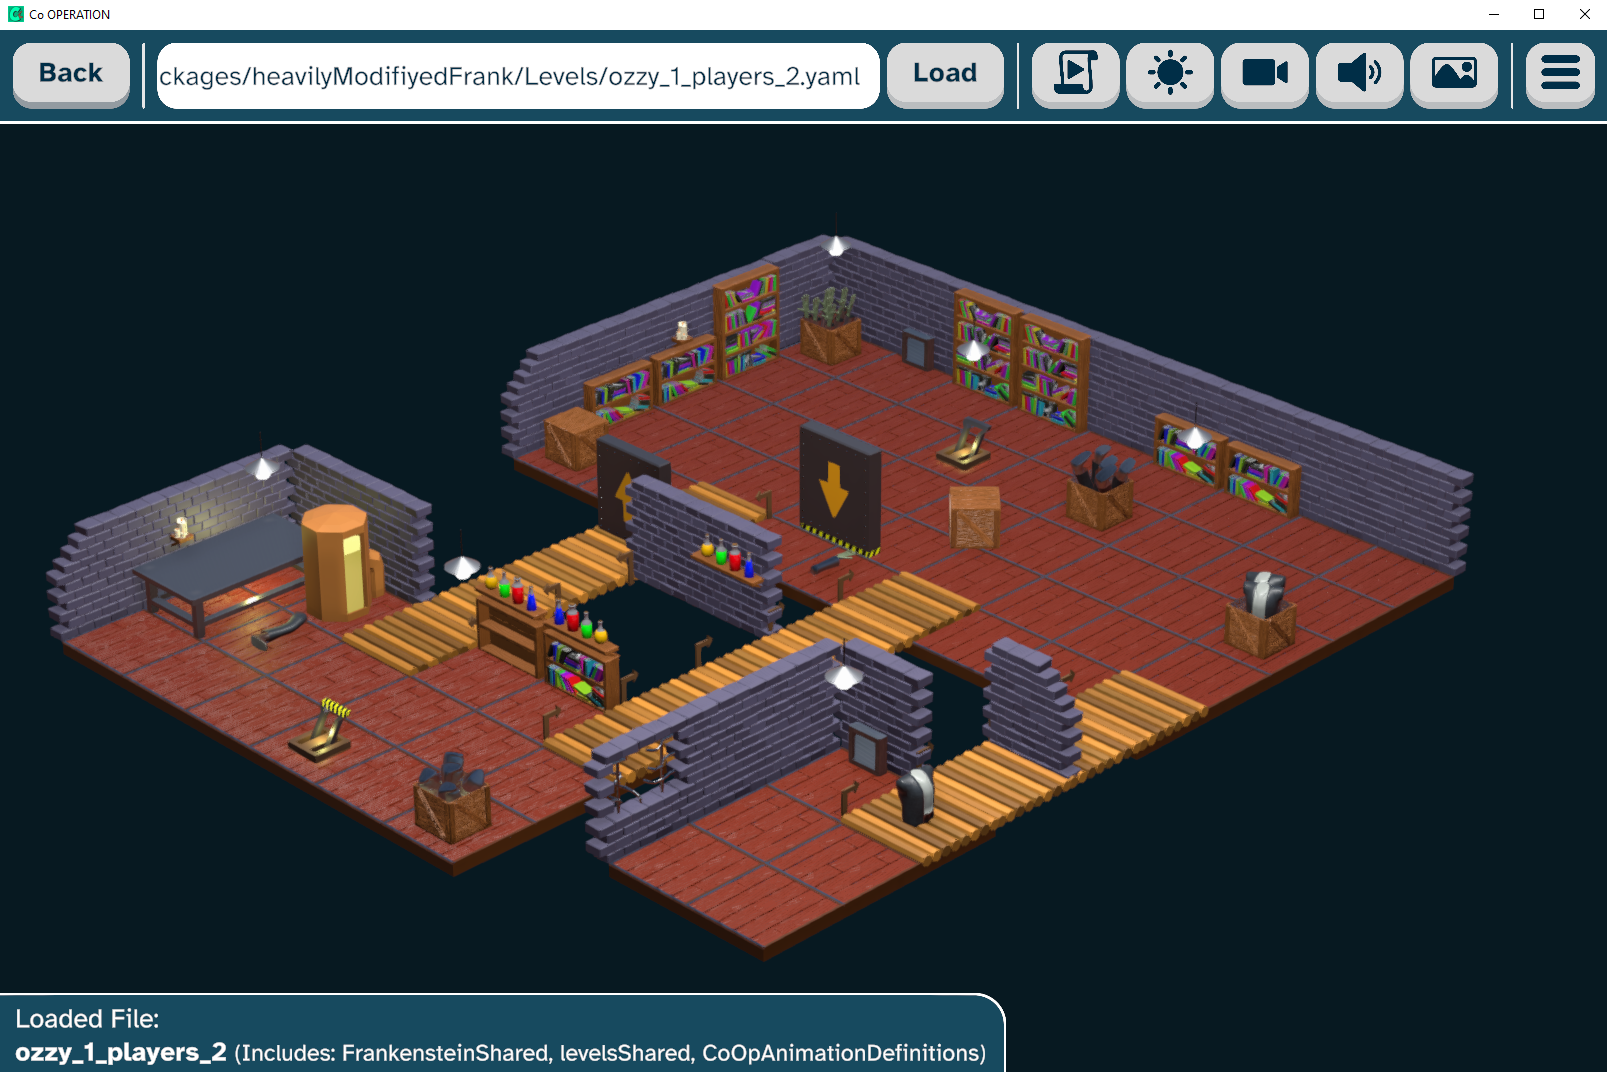 Co OPERATION
Back
ckages/heavilyModifiyedFrank/Levels/ozzy_1_players_2.yaml
Load
Loaded File:
ozzy_1_players_2 (Includes: FrankensteinShared, levelsShared, CoOpAnimationDefinitions)